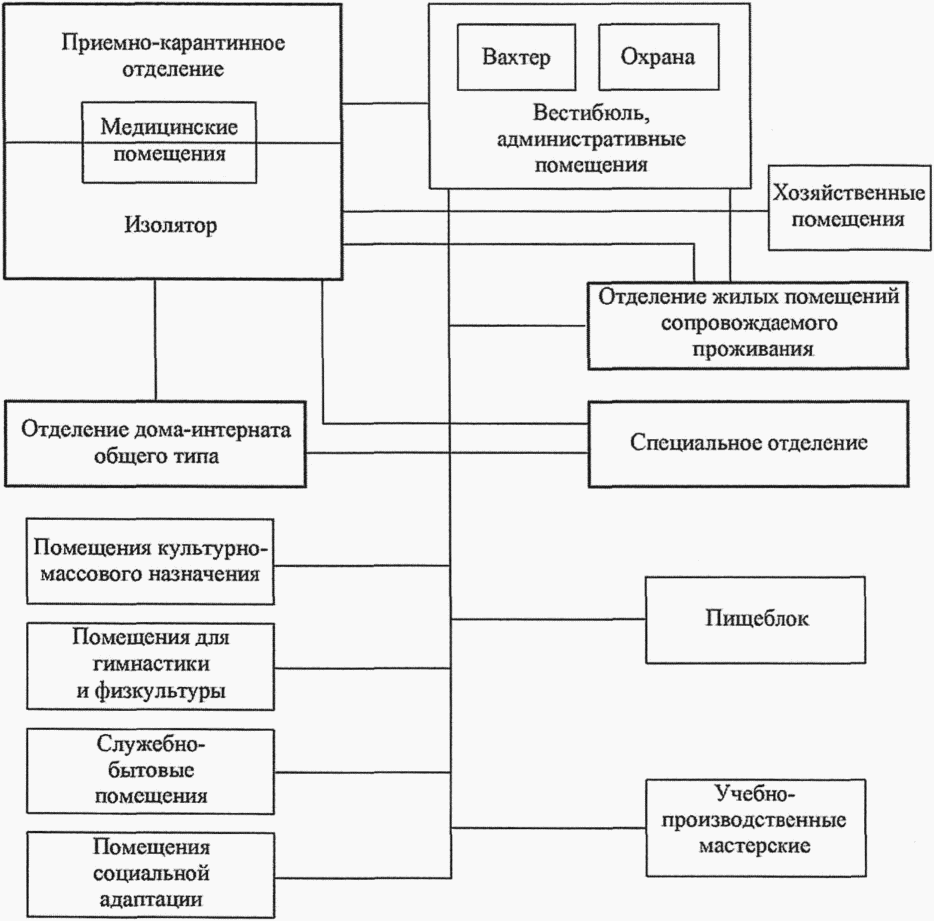 Приемно-карантинное
отделение
Медицинские
помещения
Изолятор
Вахтер
Охрана
Вестибюль,
административные
помещения
Хозяйственные
помещения
Отделение жилых помещений
сопровождаемого
проживания
Отделение дома-интерната
общего типа
Специальное отделение
Помещения культурно-
массового назначения
Помещения для
гимнастики
и физкультуры
Служебно-
бытовые
помещения
Помещения
социальной
адаптации
Пищеблок
Учебно-
производственные
мастерские